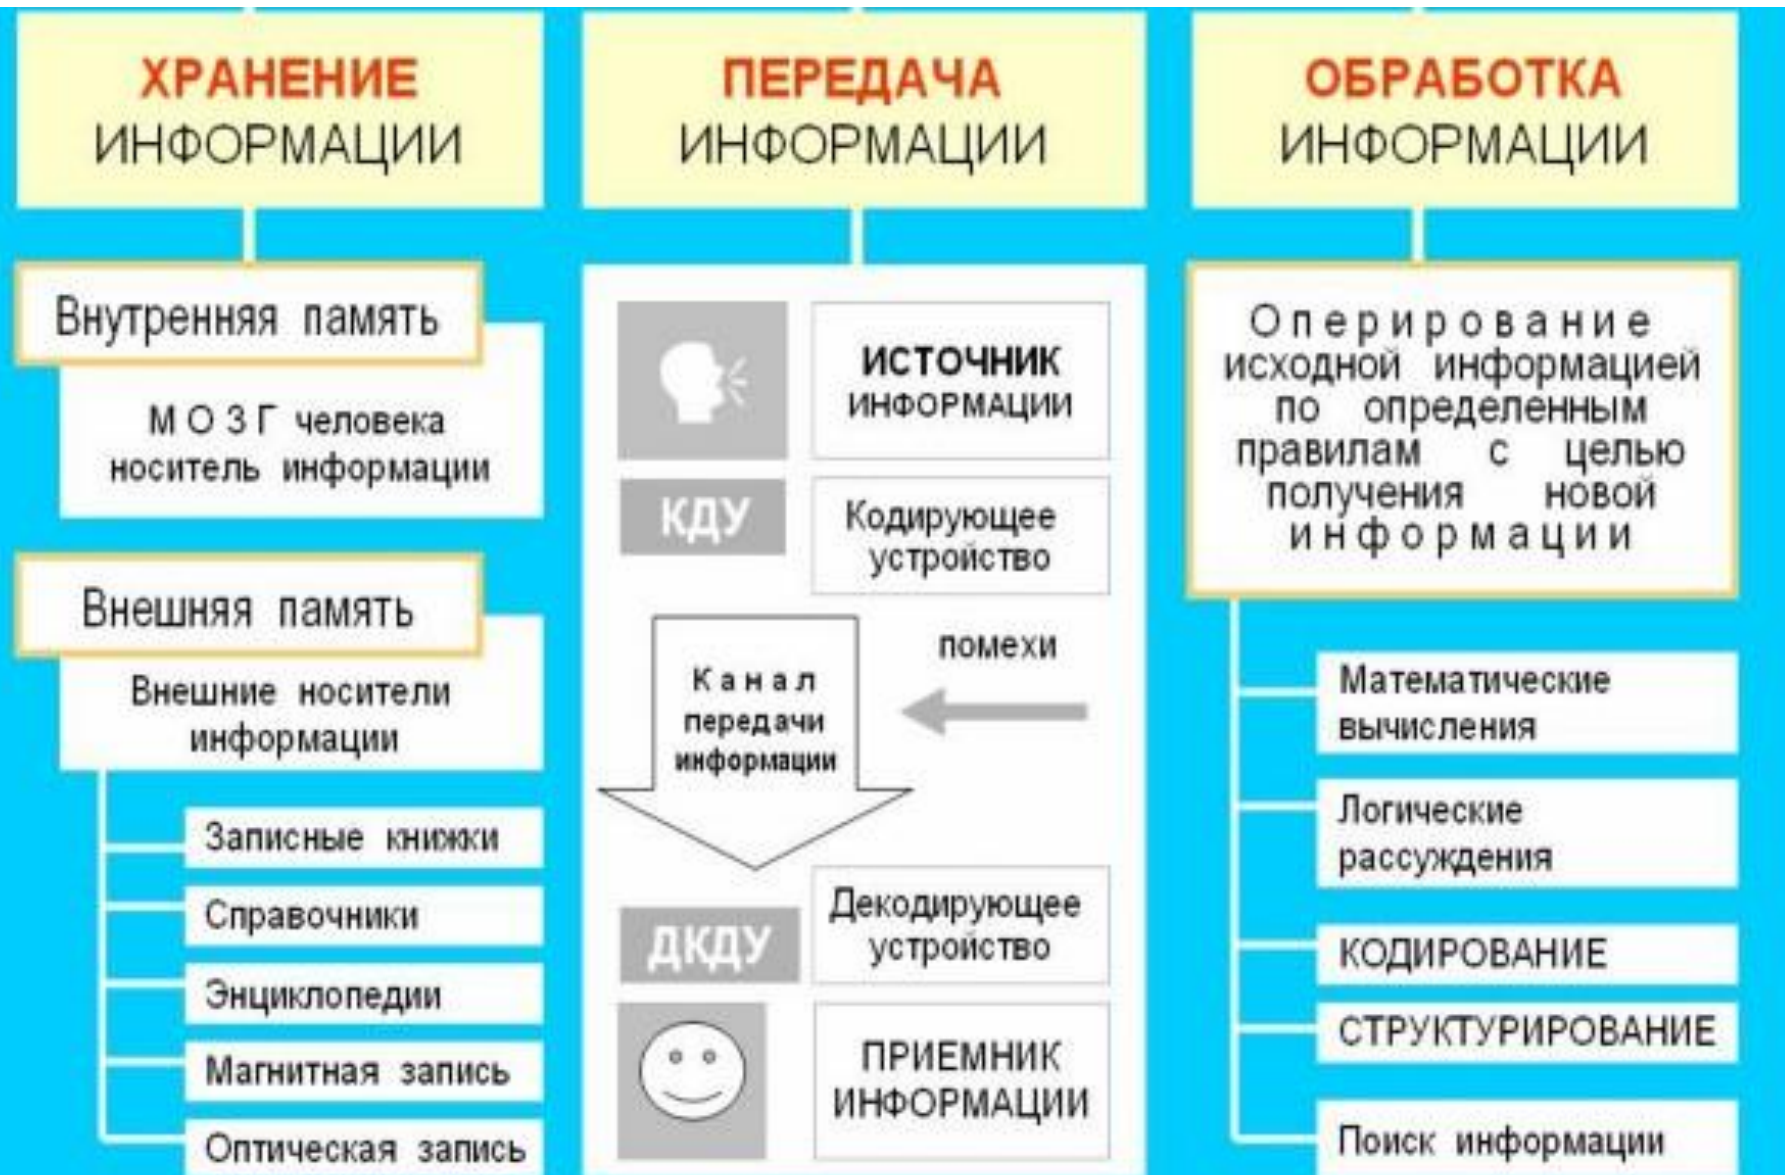 ХРАНЕНИЕ
ИНФОРМАЦИИ
Внутренняя память
МОЗГ человека
носитель информации
Внешняя память
Внешние носители
информации
Записные книжки
Справочники
Энциклопедии
Магнитная запись
Оптическая запись
ПЕРЕДАЧА
ИНФОРМАЦИИ
ИСТОЧНИК
ИНФОРМАЦИИ
КДУ
Кодирующее
устройство
Канал
передачи
информации
помехи
ДКДУ
Декодирующее
устройство
ПРИЕМНИК
ИНФОРМАЦИИ
ОБРАБОТКА
ИНФОРМАЦИИ
Оперирование
исходной информацией
по определенным
правилам с целью
получения новой
информации
Математические
вычисления
Логические
рассуждения
КОДИРОВАНИЕ
СТРУКТУРИРОВАНИЕ
Поиск информации